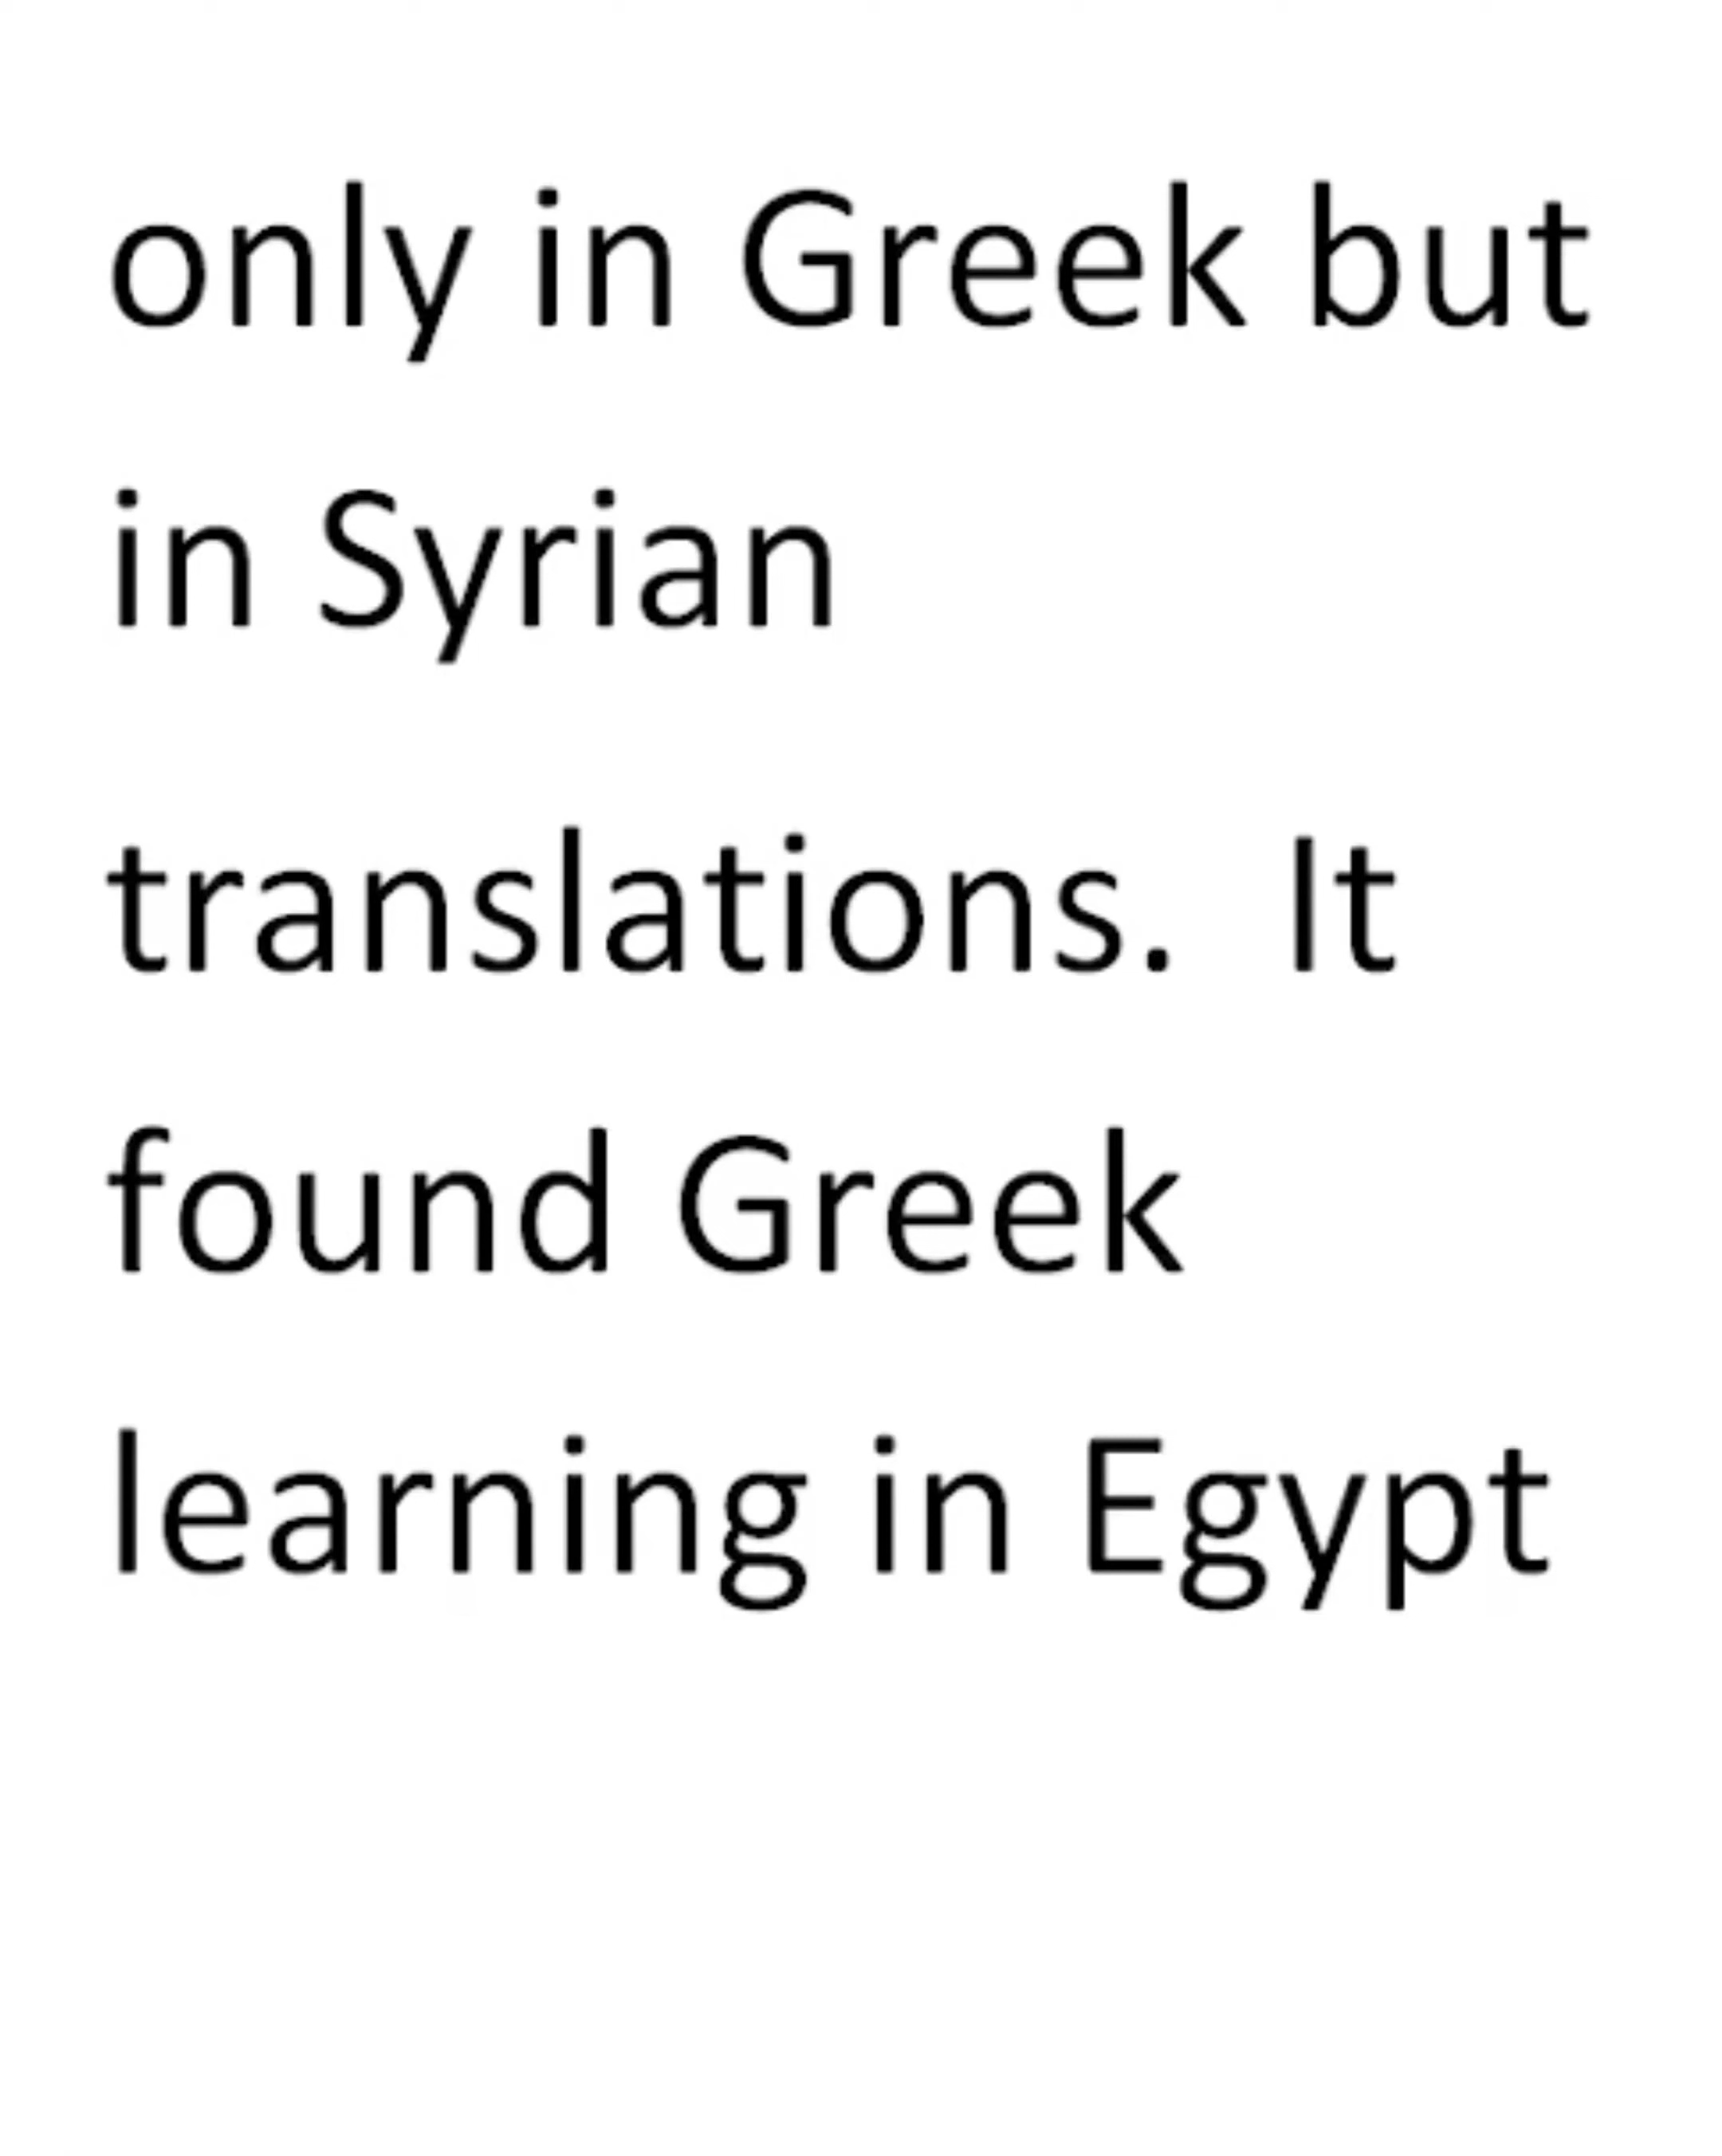 only in Greek but
in Syrian
translations.  It
found Greek
learning in Egypt